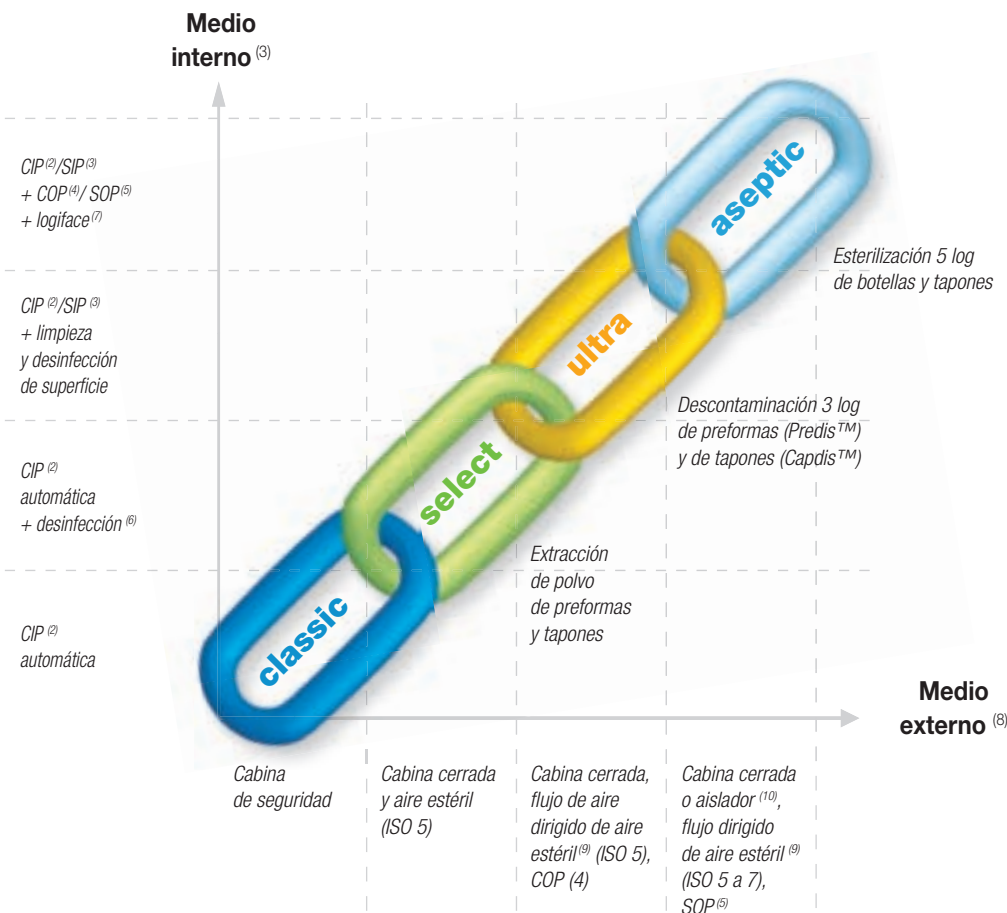 Medio
interno (3)
CIP (2)/SIP (3)
+ COP (4)/ SOP (5)
+ logiface (7)
CIP (2)/SIP (3)
+ limpieza
y desinfección
de superficie
CIP (2)
automática
+ desinfección (6)
CIP (2)
automática
aseptic
ultra
select
classic
Esterilización 5 log
de botellas y tapones
Descontaminación 3 log
de preformas (Predis™)
y de tapones (Capdis™)
Extracción
de polvo
de preformas
y tapones
Medio
externo (8)
Cabina
de seguridad
Cabina cerrada
y aire estéril
(ISO 5)
Cabina cerrada,
flujo de aire
dirigido de aire
estéril (9) (ISO 5),
COP (4)
Cabina cerrada
o aislador (10),
flujo dirigido
de aire estéril (9)
(ISO 5 a 7),
SOP (5)